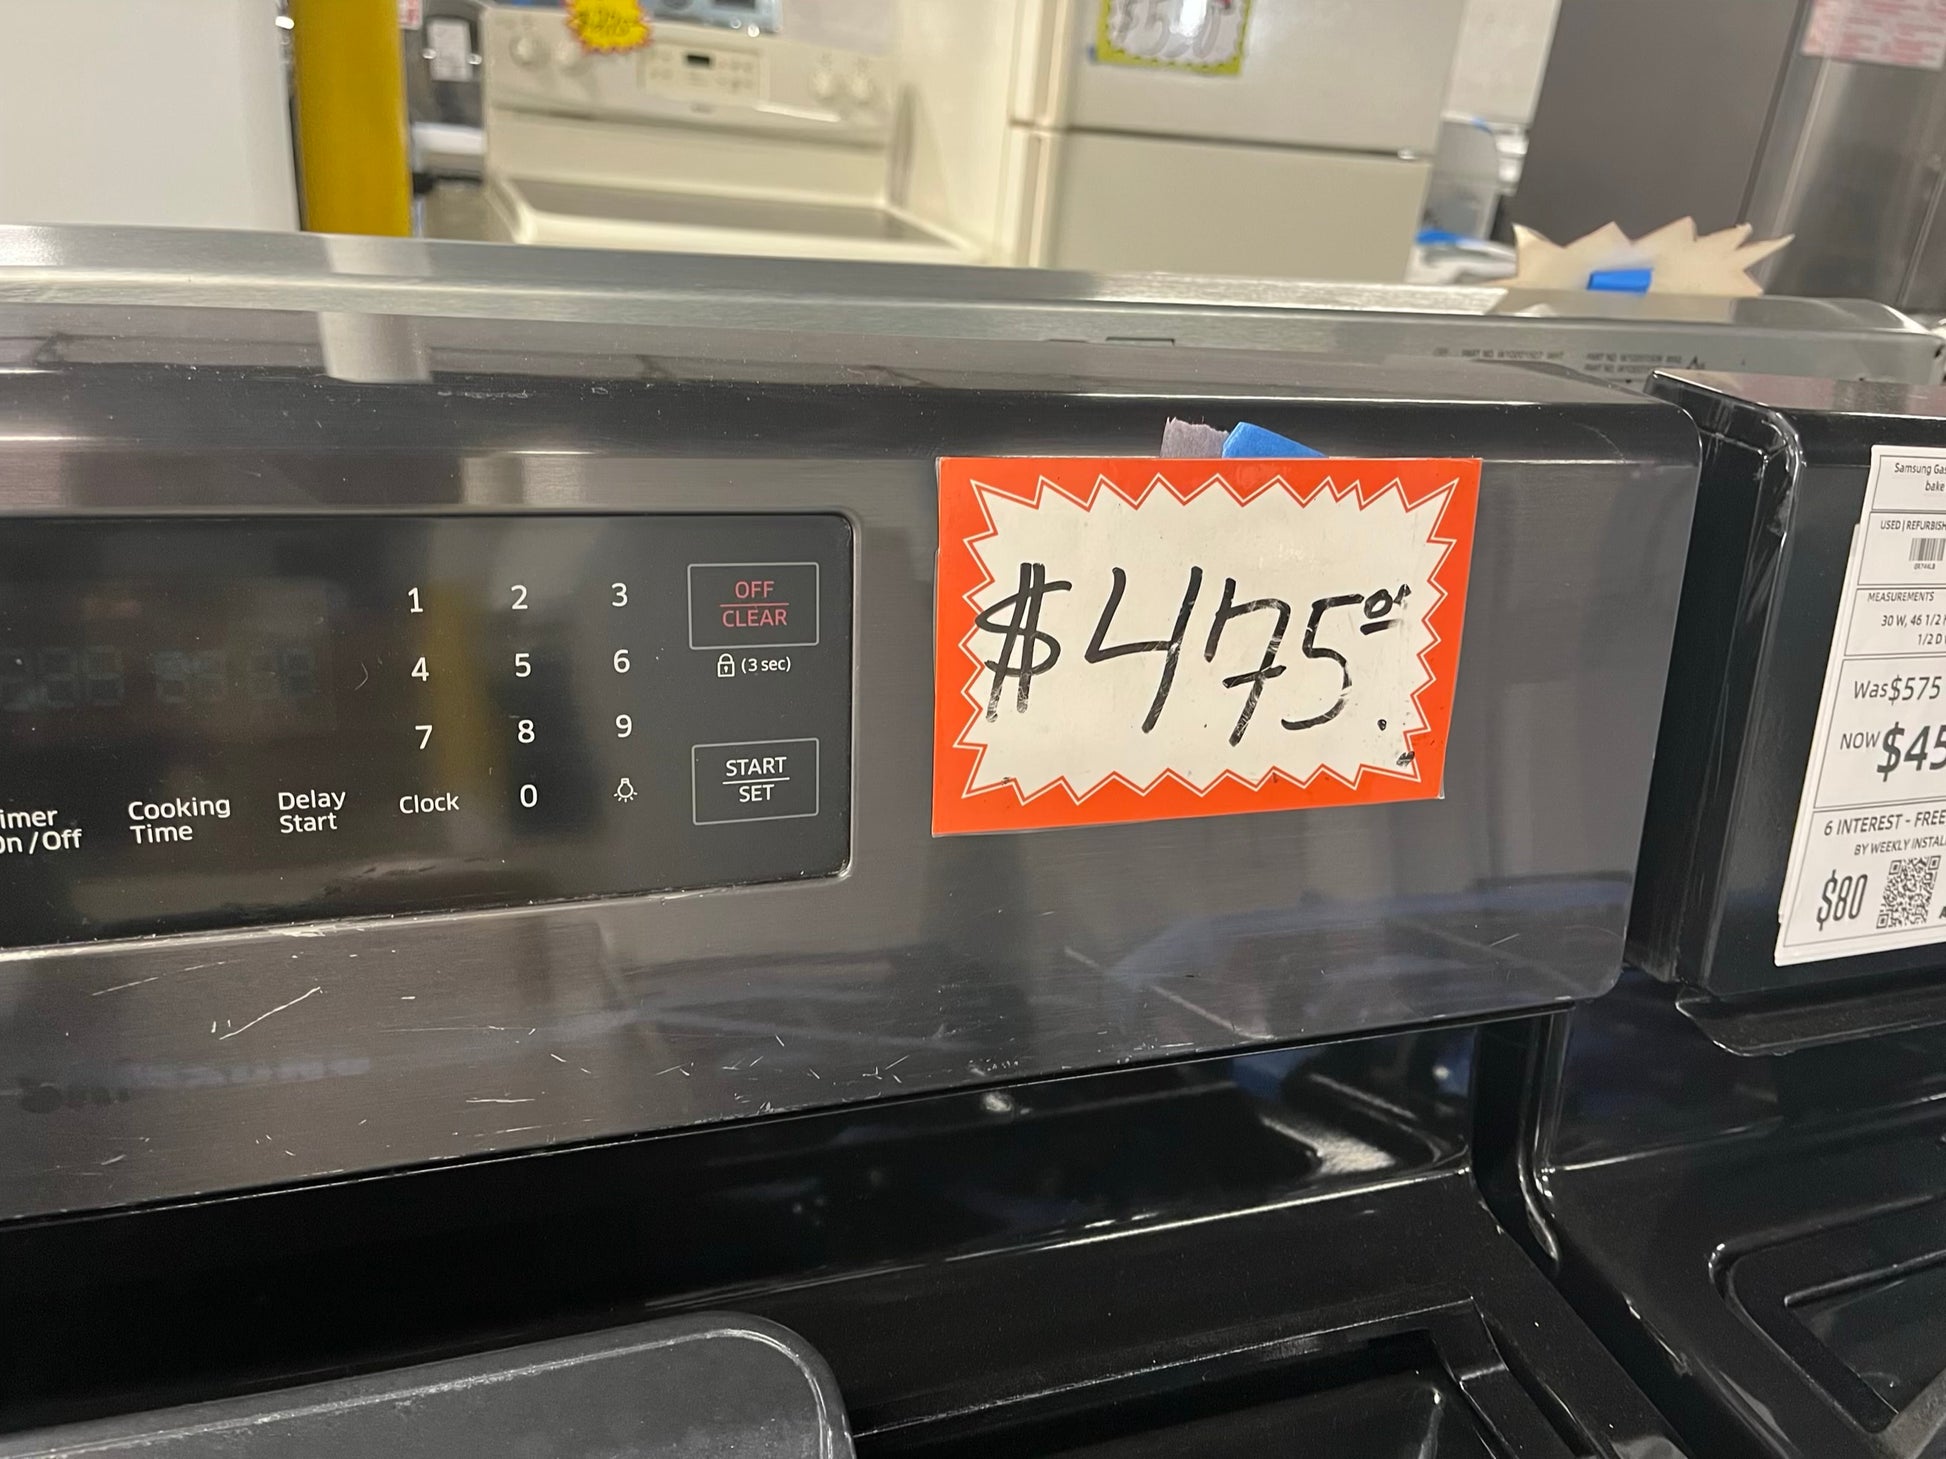 1 2 3
OFF
CLEAR
4 5 6
(3 sec)
7 8 9
START
SET
On/Off
Cooking
Time
Delay
Start
Clock
0
$475.00
Samsung
bake
USED | REFURBISH
MEASUREMENTS
30 W, 46 1/2
1/2 D
Was $575
NOW $45
6 INTEREST - FREE
BY WEEKLY INSTAL
$80